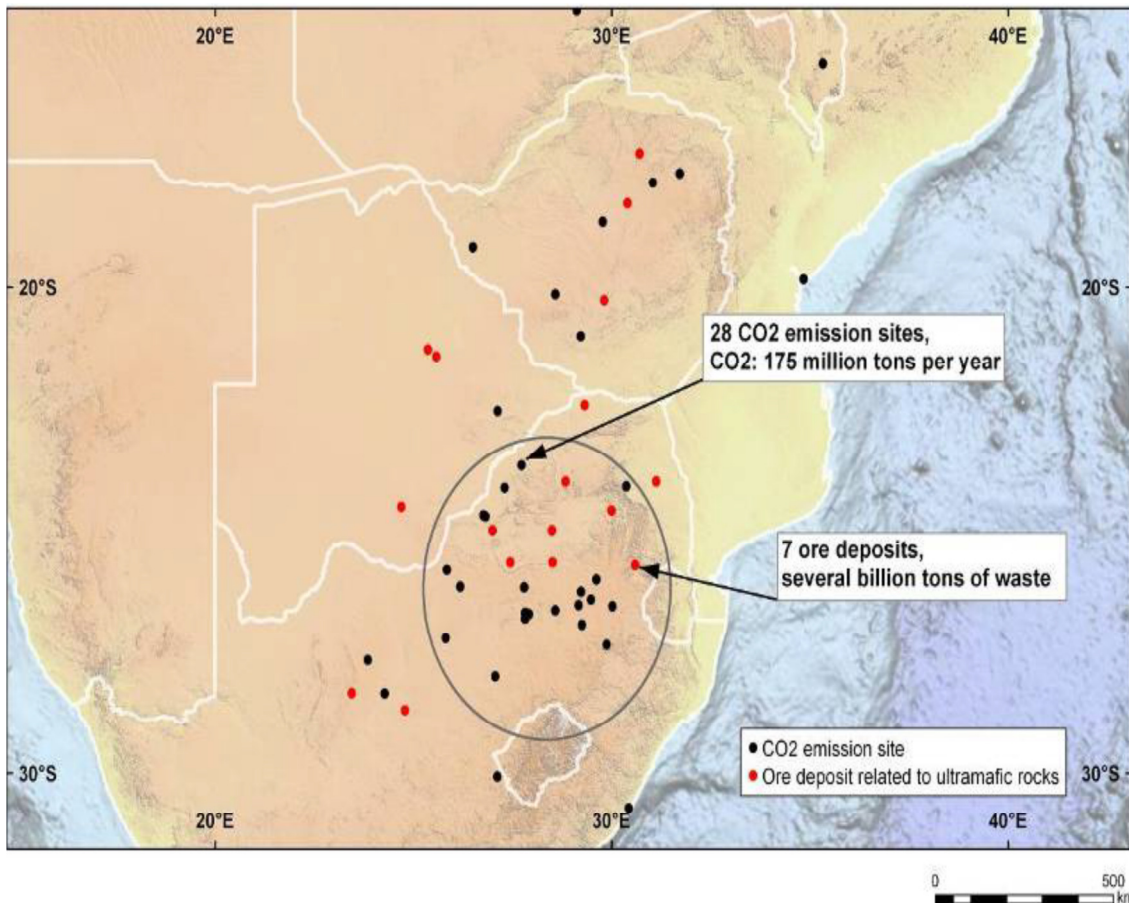 20°E 30°E 40°E
20°S 20°S
28 CO2 emission sites,
CO2: 175 million tons per year
7 ore deposits,
several billion tons of waste
CO2 emission site
Ore deposit related to ultramafic rocks
30°S 30°S
20°E 30°E 40°E
0 500
km